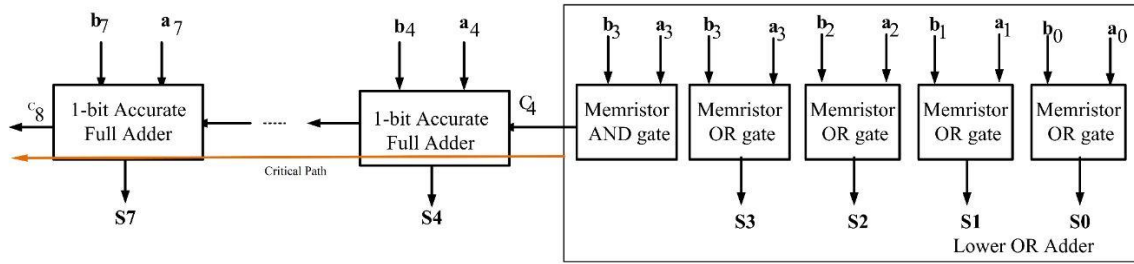 b7 a7 b4 a4 b3 a3 b3 a3 b2 a2 b1 a1 b0 a0
c8 1-bit Accurate Full Adder
1-bit Accurate Full Adder
C4
Memristor AND gate
Memristor OR gate
Memristor OR gate
Memristor OR gate
Memristor OR gate
Critical Path
S7 S4 S3 S2 S1 S0
Lower OR Adder